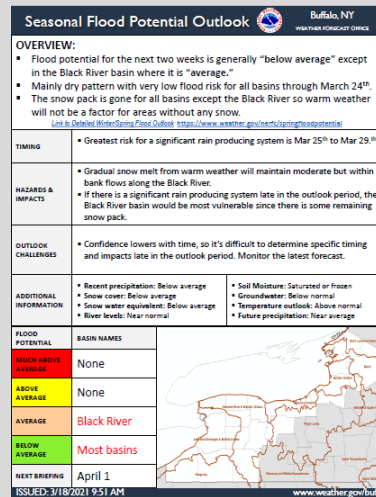 Seasonal Flood Potential Outlook
Buffalo, NY
WEATHER FORECAST OFFICE
OVERVIEW:
▪ Flood potential for the next two weeks is generally “below average” except
in the Black River basin where it is “average.”
▪ Mainly dry pattern with very low flood risk for all basins through March 24th.
▪ The snow pack is gone for all basins except the Black River so warm weather
will not be a factor for areas without any snow.
Link to Detailed Winter/Spring Flood Outlook https://www.weather.gov/nerfc/springfloodpotential
TIMING
▪ Greatest risk for a significant rain producing system is Mar 25th to Mar 29.th
HAZARDS &
IMPACTS
▪ Gradual snow melt from warm weather will maintain moderate but within
bank flows along the Black River.
▪ If there is a significant rain producing system late in the outlook period, the
Black River basin would be most vulnerable since there is some remaining
snow pack.
OUTLOOK
CHALLENGES
▪ Confidence lowers with time, so it's difficult to determine specific timing
and impacts late in the outlook period. Monitor the latest forecast.
ADDITIONAL
INFORMATION
▪ Recent precipitation: Below average
▪ Snow cover: Below average
▪ Snow water equivalent: Below average
▪ River levels: Near normal
▪ Soil Moisture: Saturated or frozen
▪ Groundwater: Below normal
▪ Temperature outlook: Above normal
▪ Future precipitation: Near average
FLOOD
POTENTIAL
BASIN NAMES
MUCH ABOVE
AVERAGE
None
ABOVE
AVERAGE
None
AVERAGE
Black River
BELOW
AVERAGE
Most basins
NEXT BRIEFING
April 1
ISSUED: 3/18/2021 9:51 AM
www.weather.gov/buf